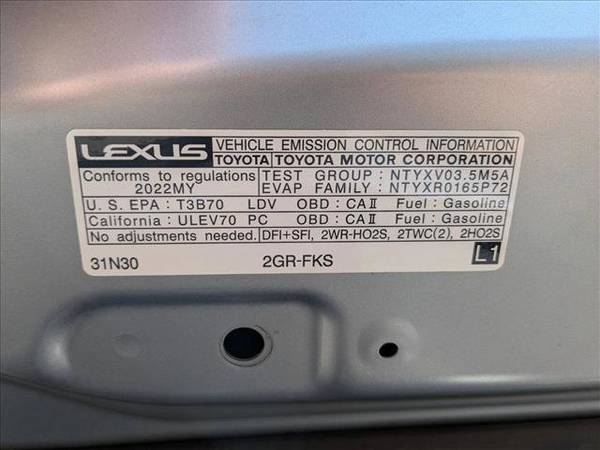 LEXUS VEHICLE EMISSION CONTROL INFORMATION
TOYOTA TOYOTA MOTOR CORPORATION
Conforms to regulations TEST GROUP : NTYXV03.5M5A
2022MY EVAP FAMILY : NTYXR0165P72
U. S. EPA : T3B70 LDV OBD : CAⅡ Fuel : Gasoline
California : ULEV70 PC OBD : CAⅡ Fuel : Gasoline
No adjustments needed. DFI+SFI, 2WR-HO2S, 2TWC(2), 2HO2S
31N30 2GR-FKS L1